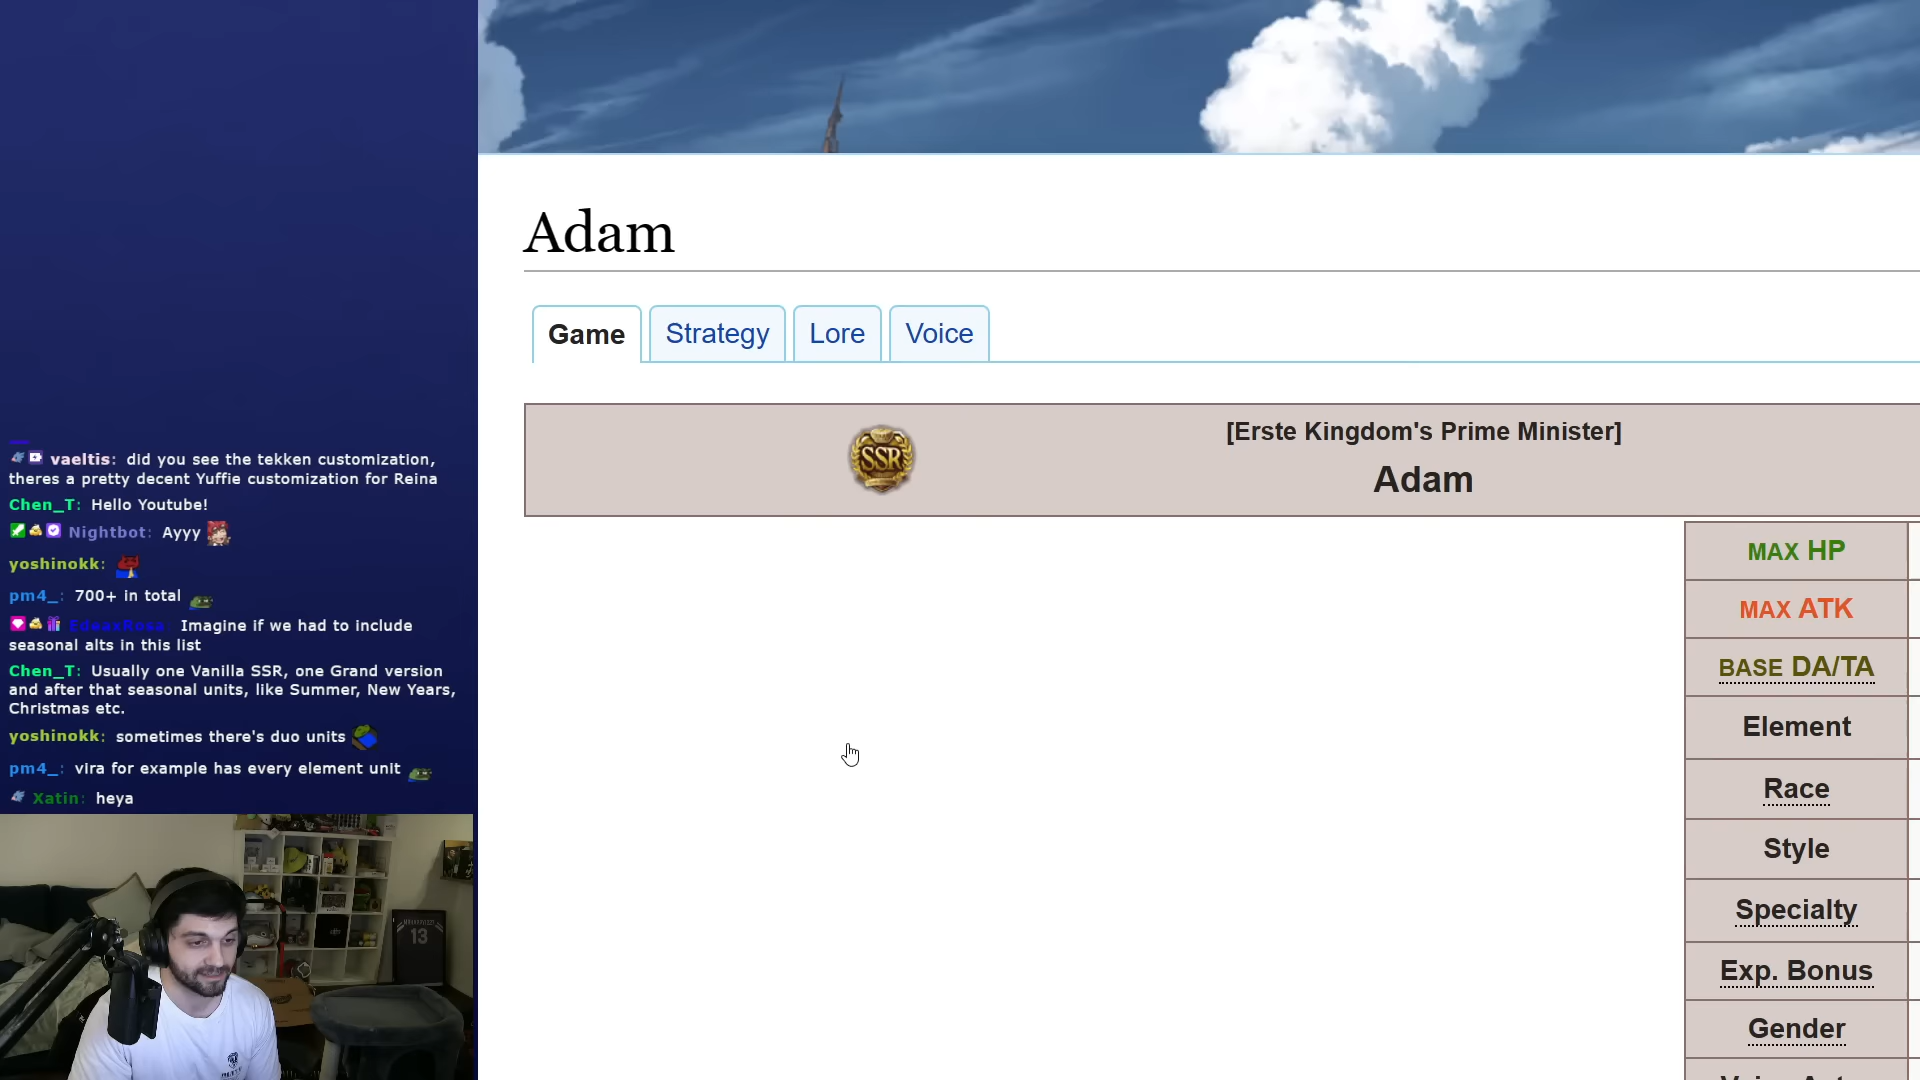 vaeltis: did you see the tekken customization,
theres a pretty decent Yuffie customization for Reina
Chen_T: Hello Youtube!
Nightbot: Ayyy
yoshinokk:
pm4_: 700+ in total
EdeaxRosa: Imagine if we had to include
seasonal alts in this list
Chen_T: Usually one Vanilla SSR, one Grand version
and after that seasonal units, like Summer, New Years,
Christmas etc.
yoshinokk: sometimes there's duo units
pm4_: vira for example has every element unit
Xatin: heya
13
Adam
Game
Strategy
Lore
Voice
SSR
[Erste Kingdom's Prime Minister]
Adam
MAX HP
MAX ATK
BASE DA/TA
Element
Race
Style
Specialty
Exp. Bonus
Gender